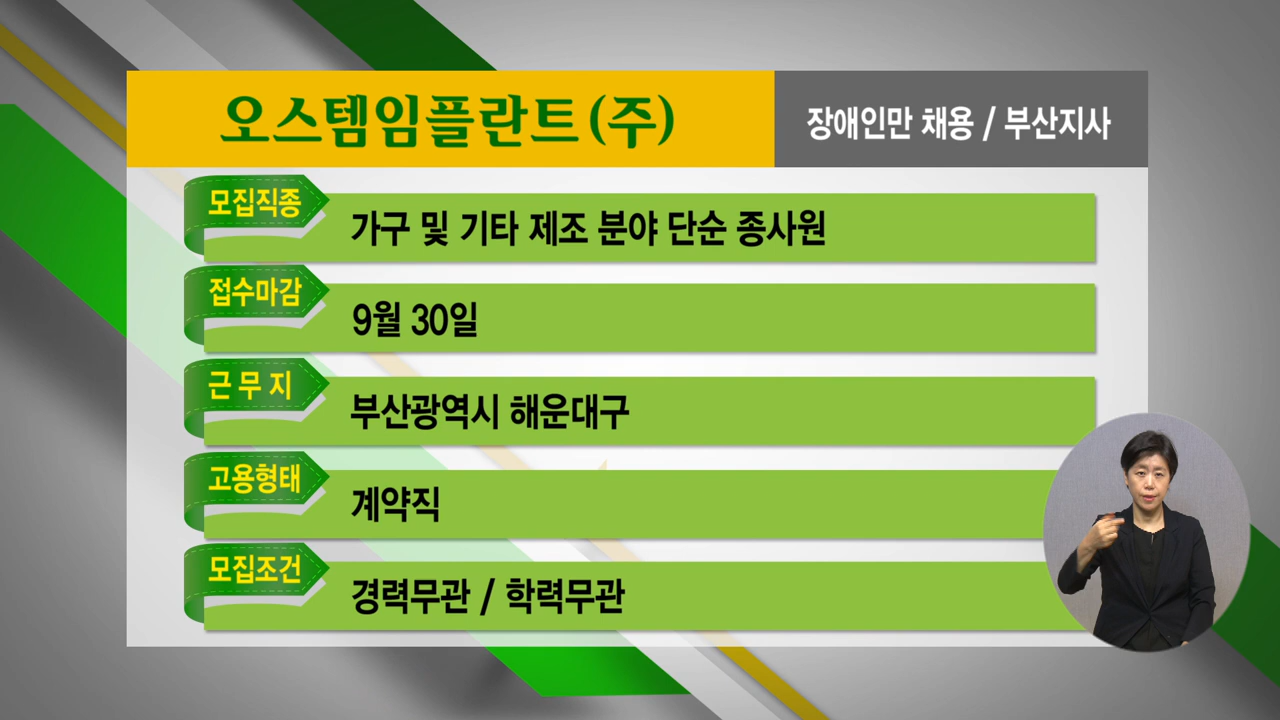 오스템임플란트(주)
장애인만 채용 / 부산지사
모집직종
가구 및 기타 제조 분야 단순 종사원
접수마감
9월 30일
근 무 지
부산광역시 해운대구
고용형태
계약직
모집조건
경력무관 / 학력무관